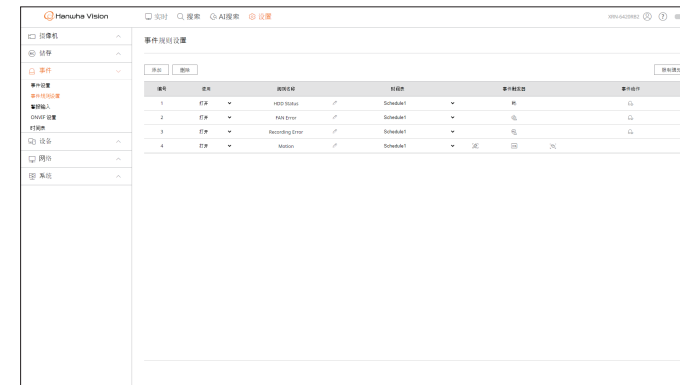 Hanwha Vision 实时 搜索 AI搜索 设置 XRN-6420RB2
摄像机
储存
事件
事件设置
事件规则设置
警报输入
ONVIF 设置
时间表
设备
网络
系统
事件规则设置
添加 删除
编号 使用 规则名称 时间表 事件触发器 事件动作
1 打开 HDD Status Schedule1
2 打开 FAN Error Schedule1
3 打开 Recording Error Schedule1
4 打开 Motion Schedule1